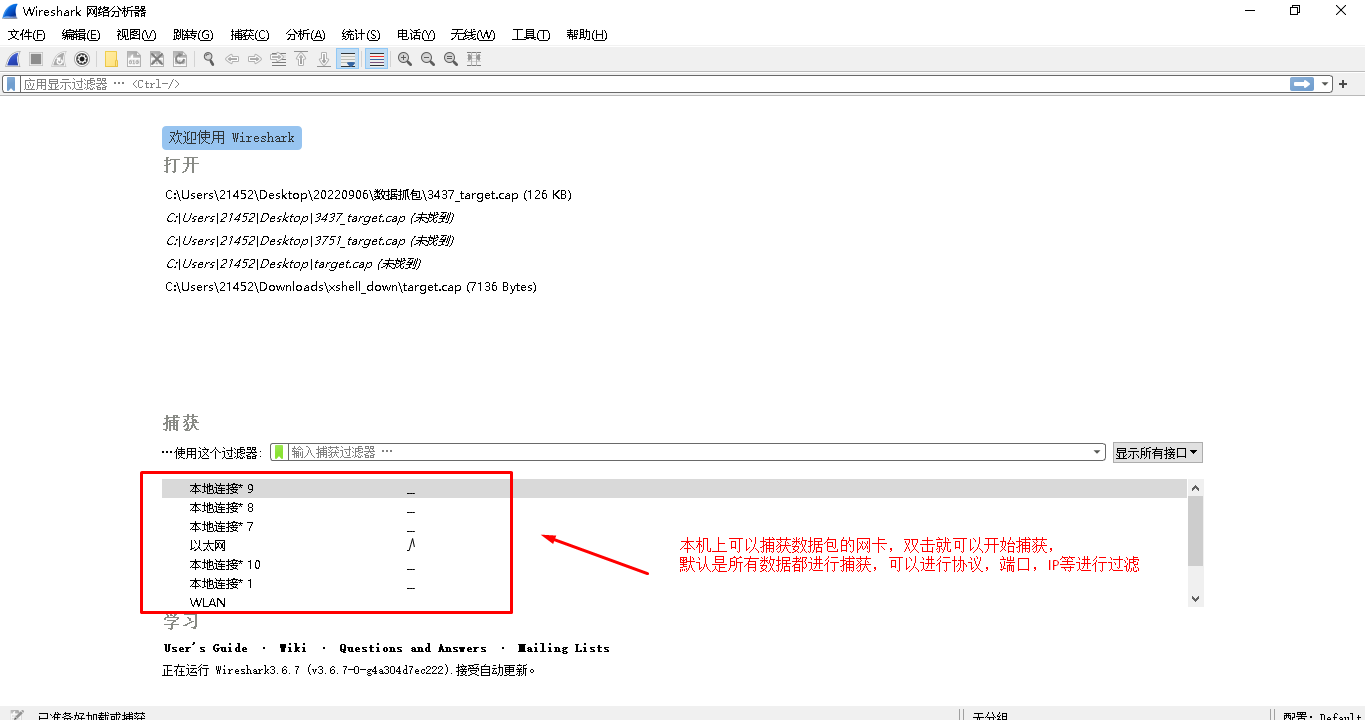 Wireshark 网络分析器
文件(F) 编辑(E) 视图(V) 跳转(G) 捕获(C) 分析(A) 统计(S) 电话(Y) 无线(W) 工具(T) 帮助(H)
应用显示过滤器 … <Ctrl-/>
欢迎使用 Wireshark
打开
C:\Users\21452\Desktop\20220906\数据抓包\3437_target.cap (126 KB)
C:\Users\21452\Desktop\3437_target.cap (未找到)
C:\Users\21452\Desktop\3751_target.cap (未找到)
C:\Users\21452\Desktop\target.cap (未找到)
C:\Users\21452\Downloads\xshell_down\target.cap (7136 Bytes)
捕获
…使用这个过滤器: 输入捕获过滤器 … 显示所有接口
本地连接* 9
本地连接* 8
本地连接* 7
以太网
本地连接* 10
本地连接* 1
WLAN
本机上可以捕获数据包的网卡，双击就可以开始捕获，
默认是所有数据都进行捕获，可以进行协议，端口，IP等进行过滤
学习
User's Guide · Wiki · Questions and Answers · Mailing Lists
正在运行 Wireshark3.6.7 (v3.6.7-0-g4a304d7ec222).接受自动更新。
已准备好加载或捕获 无分组 配置: Default